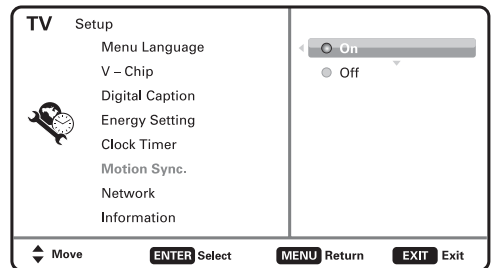 TV Setup
Menu Language
V – Chip
Digital Caption
Energy Setting
Clock Timer
Motion Sync.
Network
Information
On
Off
Move ENTER Select MENU Return EXIT Exit